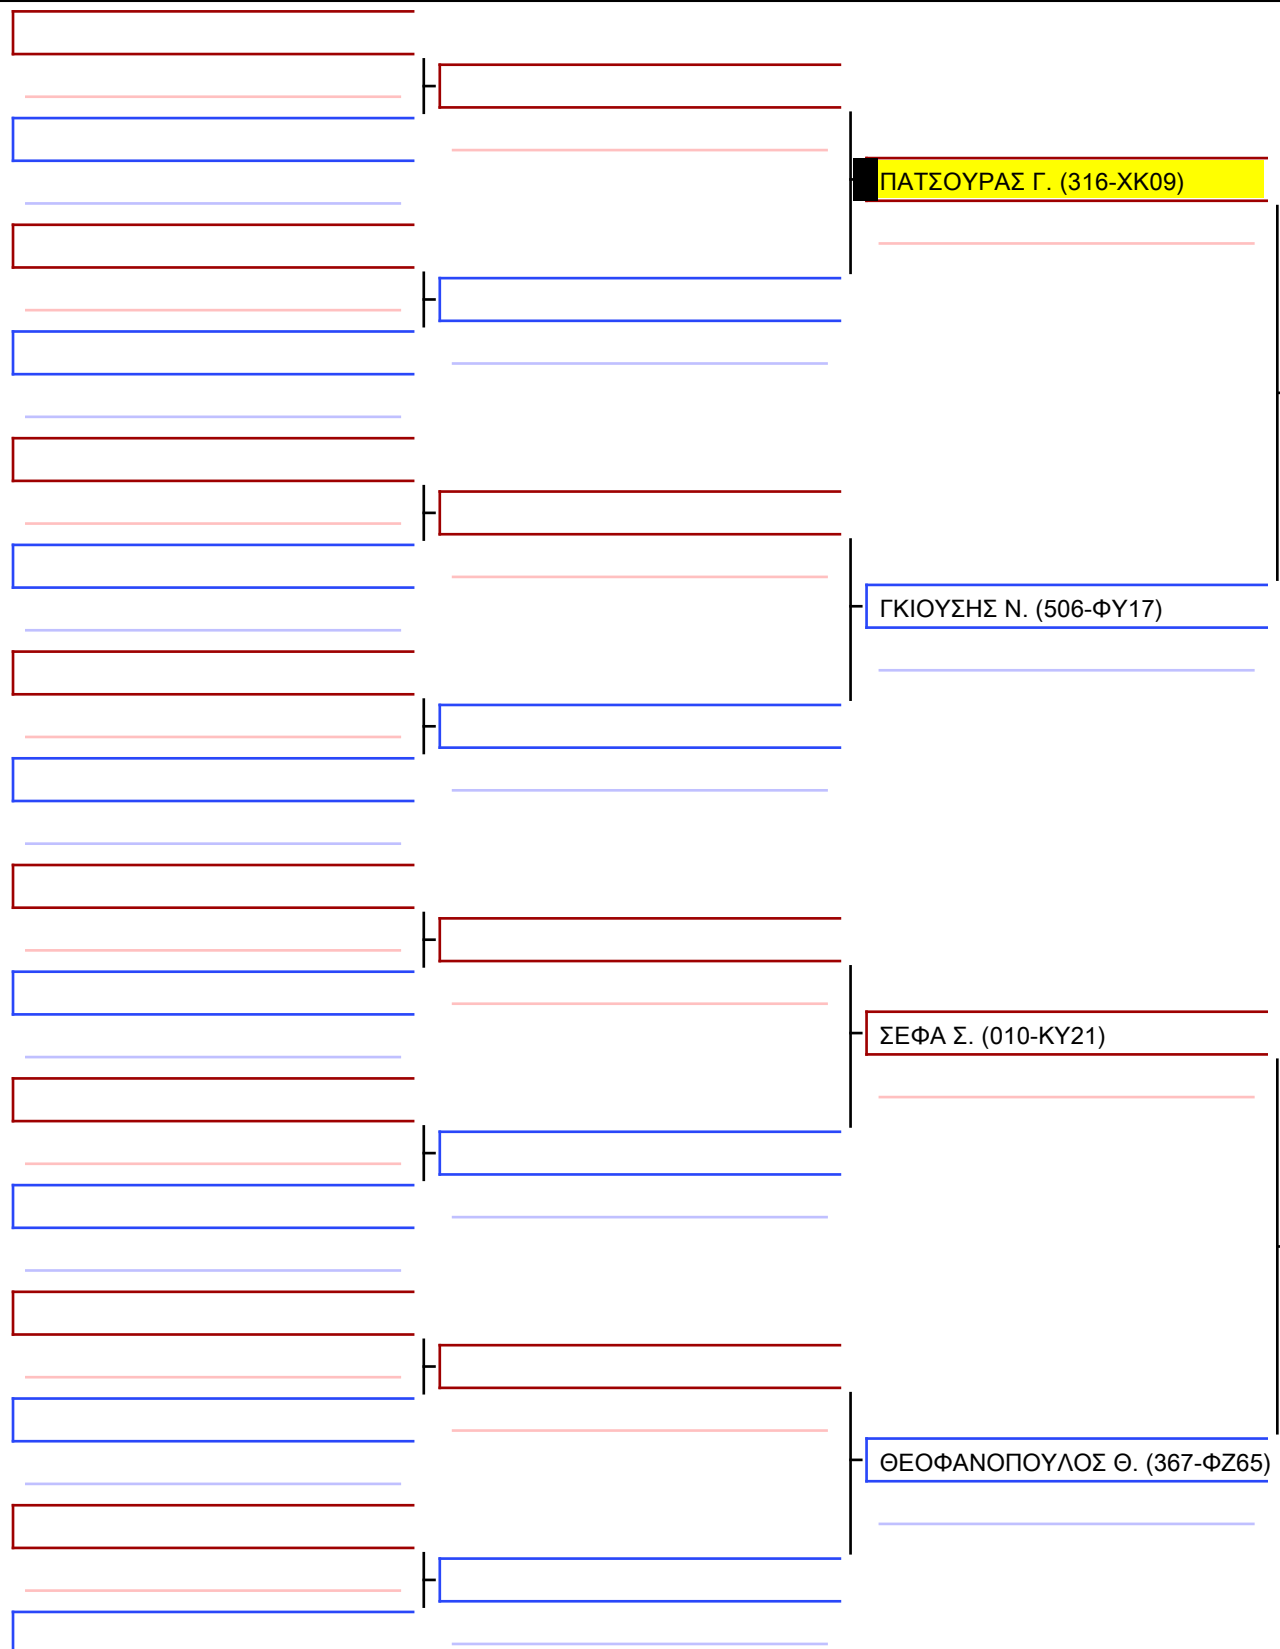 ΠΑΤΣΟΥΡΑΣ Γ. (316-ΧΚ09)
ΓΚΙΟΥΣΗΣ Ν. (506-ΦΥ17)
ΣΕΦΑ Σ. (010-ΚΥ21)
ΘΕΟΦΑΝΟΠΟΥΛΟΣ Θ. (367-ΦΖ65)